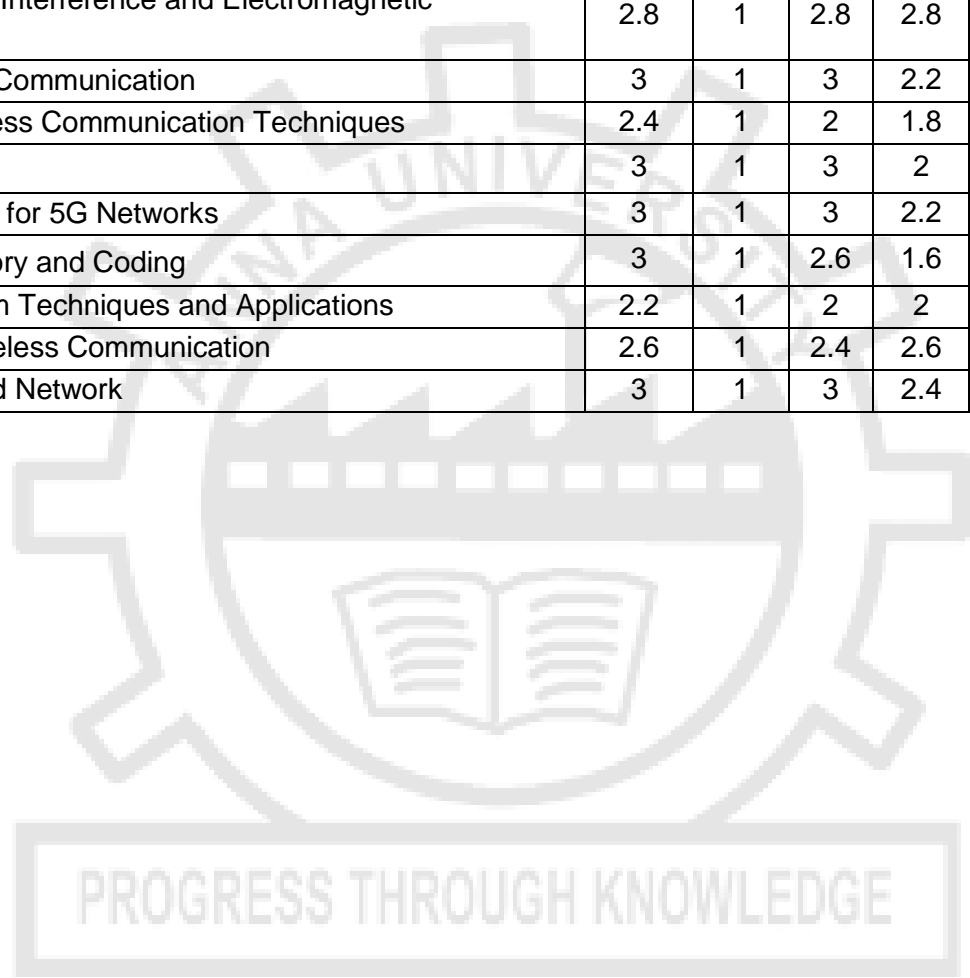 Interference and Electromagnetic 2.8 1 2.8 2.8
Communication 3 1 3 2.2
ess Communication Techniques 2.4 1 2 1.8
3 1 3 2
for 5G Networks 3 1 3 2.2
ory and Coding 3 1 2.6 1.6
n Techniques and Applications 2.2 1 2 2
eless Communication 2.6 1 2.4 2.6
d Network 3 1 3 2.4
ANNA UNIVERSITY
PROGRESS THROUGH KNOWLEDGE